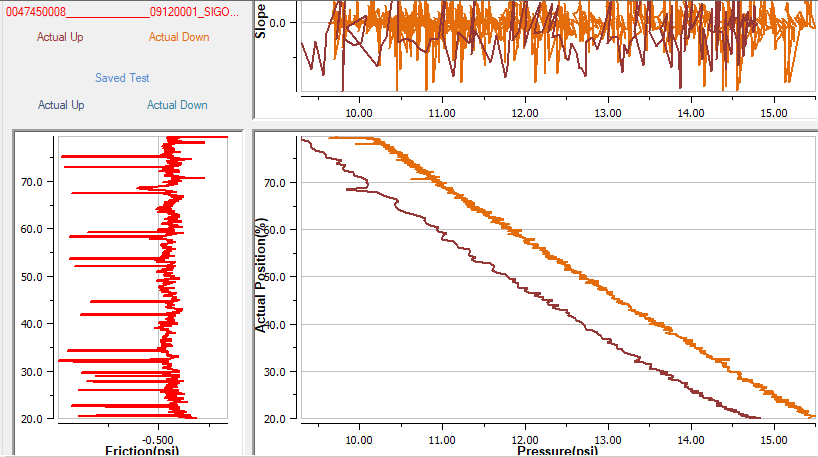 0047450008______________09120001_SIGO...
Actual Up Actual Down
Saved Test
Actual Up Actual Down
Slope
0.0
10.00 11.00 12.00 13.00 14.00 15.00
70.0
60.0
50.0
40.0
30.0
20.0
-0.500
Friction(psi)
Actual Position(%)
70.0
60.0
50.0
40.0
30.0
20.0
10.00 11.00 12.00 13.00 14.00 15.00
Pressure(psi)